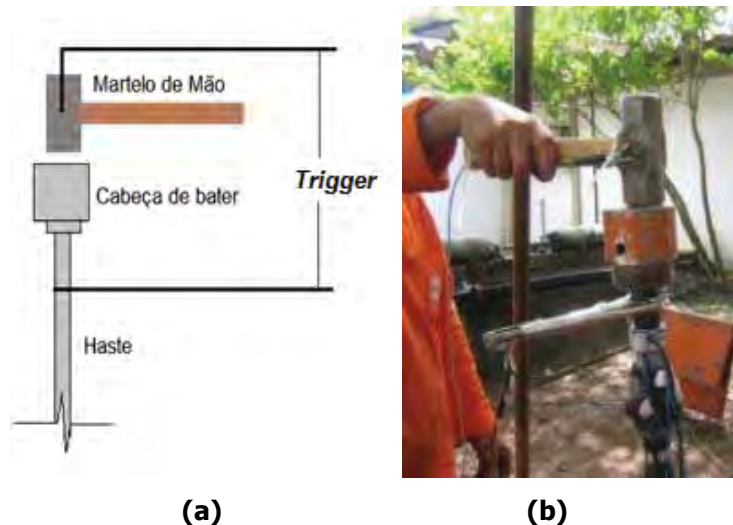 Martelo de Mão
Trigger
Cabeça de bater
Haste
(a)
(b)